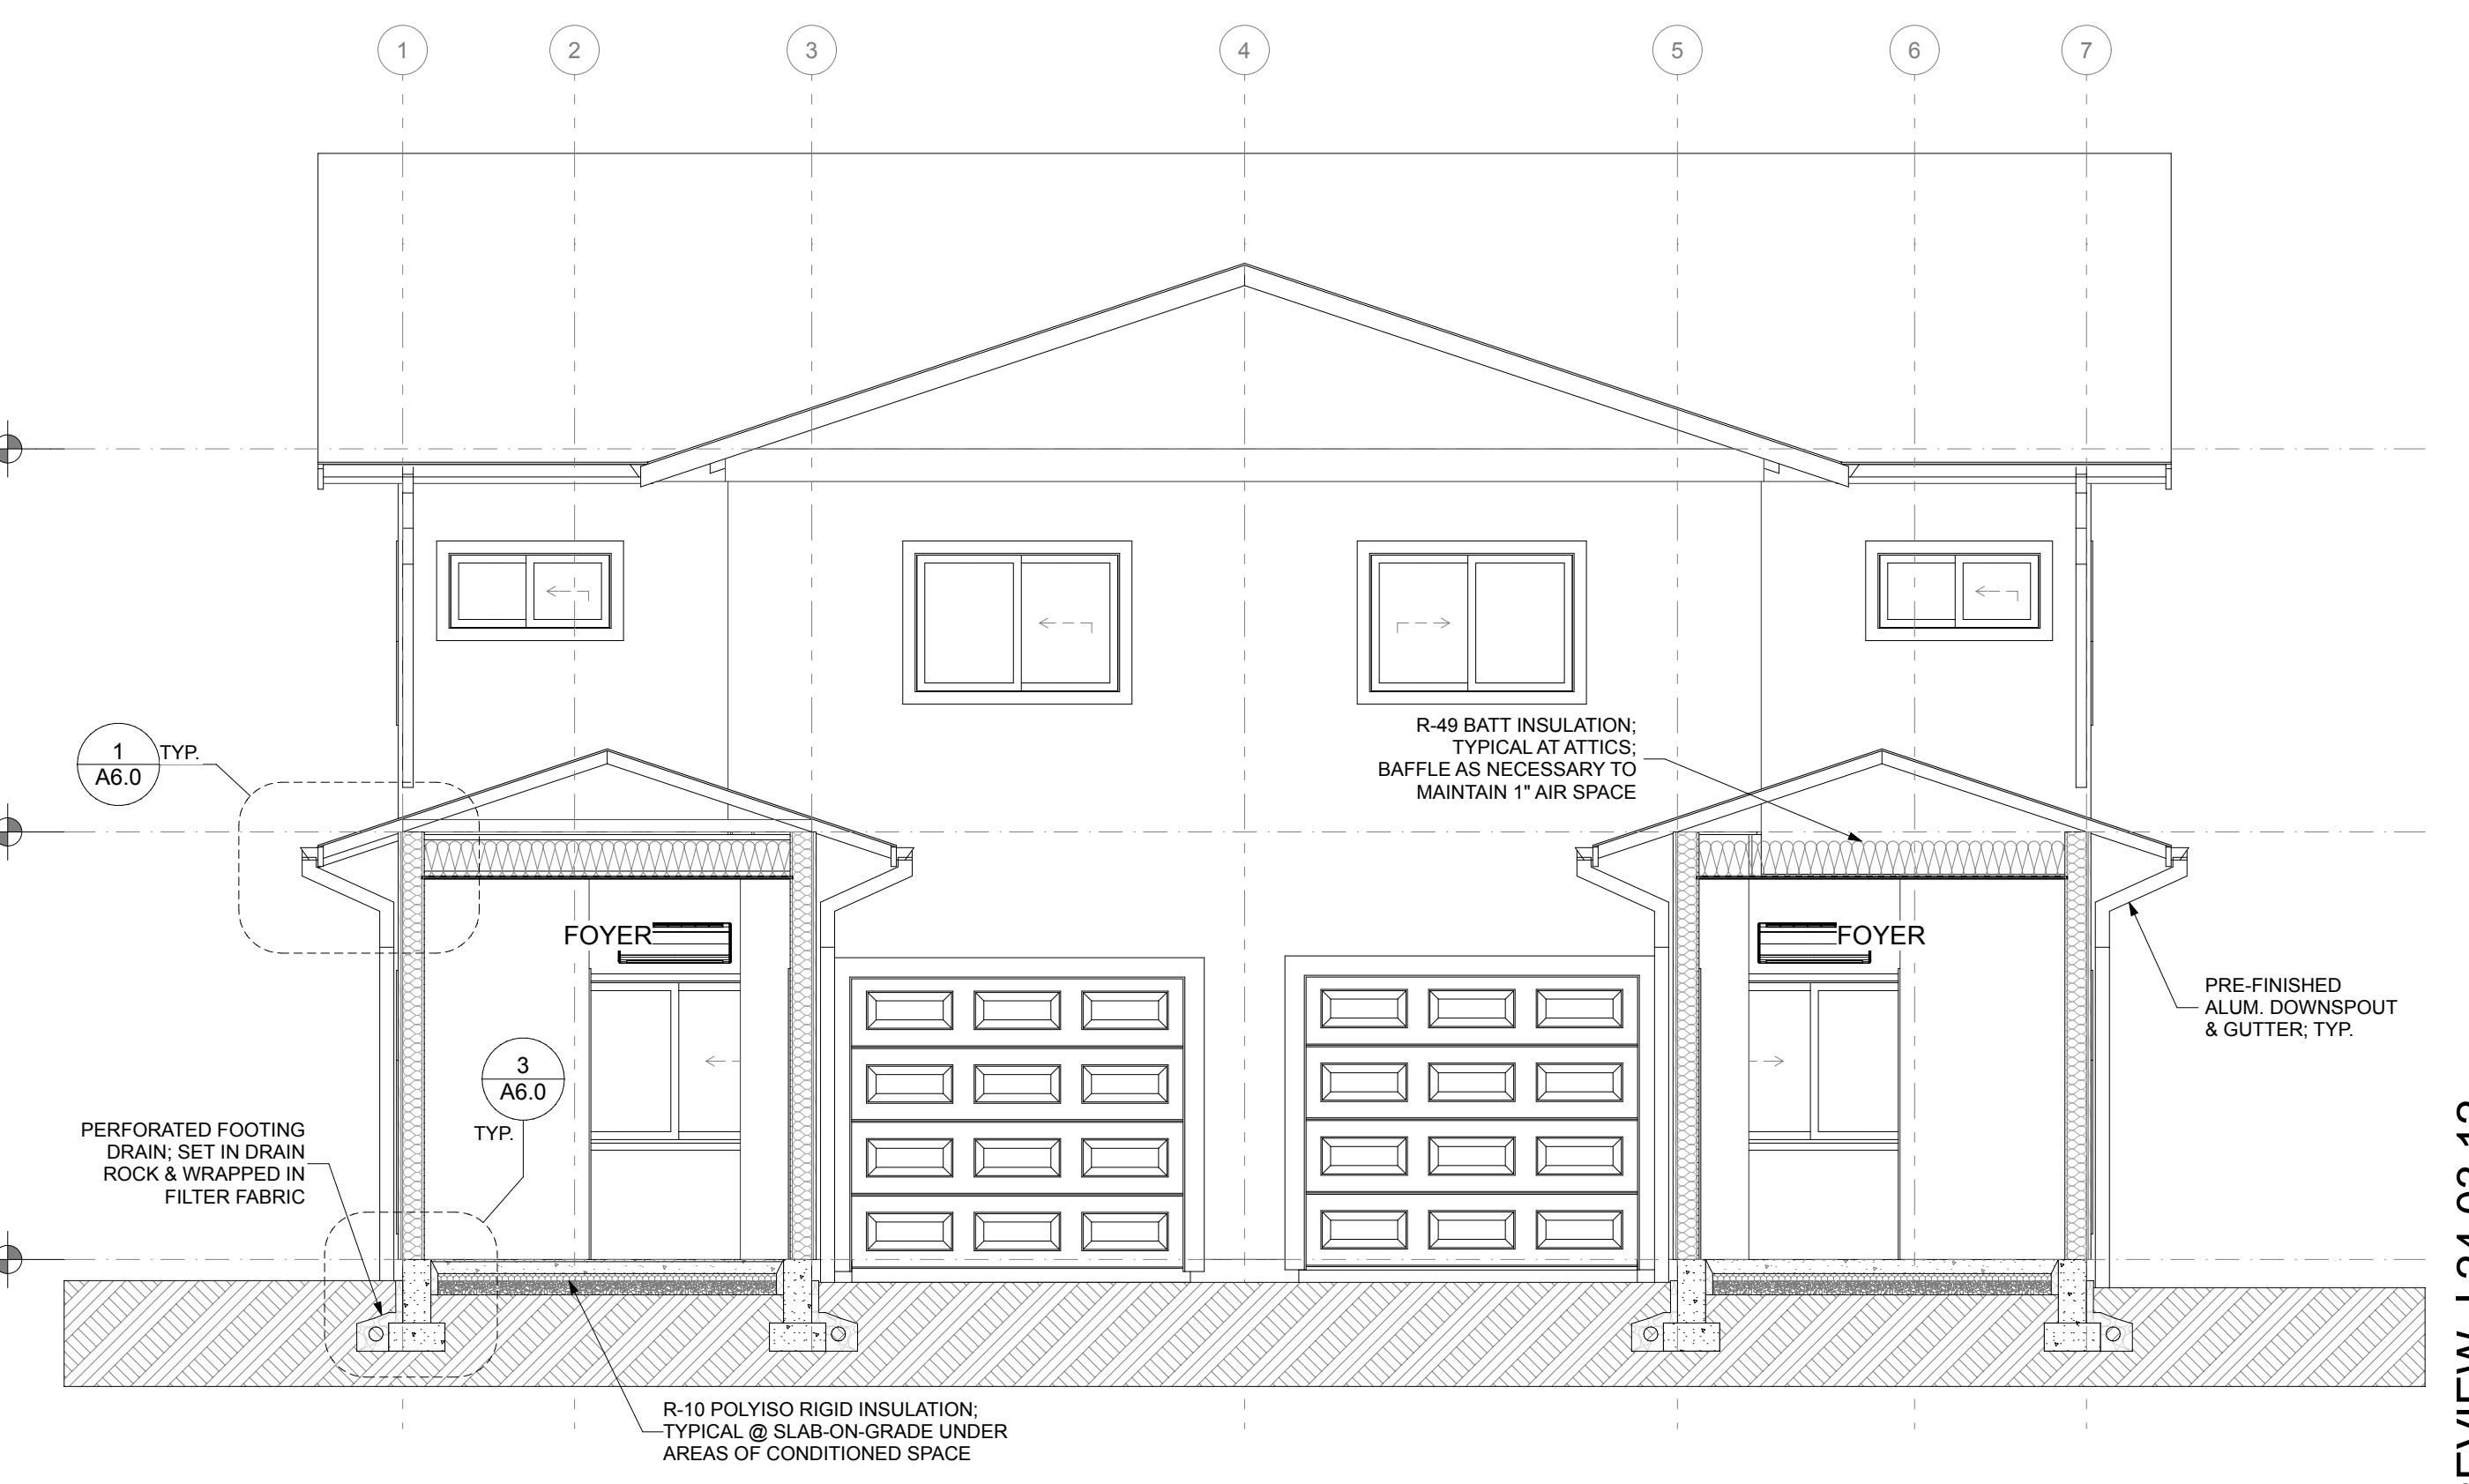 1
2
3
4
5
6
7
R-49 BATT INSULATION;
TYPICAL AT ATTICS;
BAFFLE AS NECESSARY TO
MAINTAIN 1" AIR SPACE
1
A6.0
TYP.
FOYER
FOYER
PRE-FINISHED
ALUM. DOWNSPOUT
& GUTTER; TYP.
3
A6.0
TYP.
PERFORATED FOOTING
DRAIN; SET IN DRAIN
ROCK & WRAPPED IN
FILTER FABRIC
R-10 POLYISO RIGID INSULATION;
TYPICAL @ SLAB-ON-GRADE UNDER
AREAS OF CONDITIONED SPACE